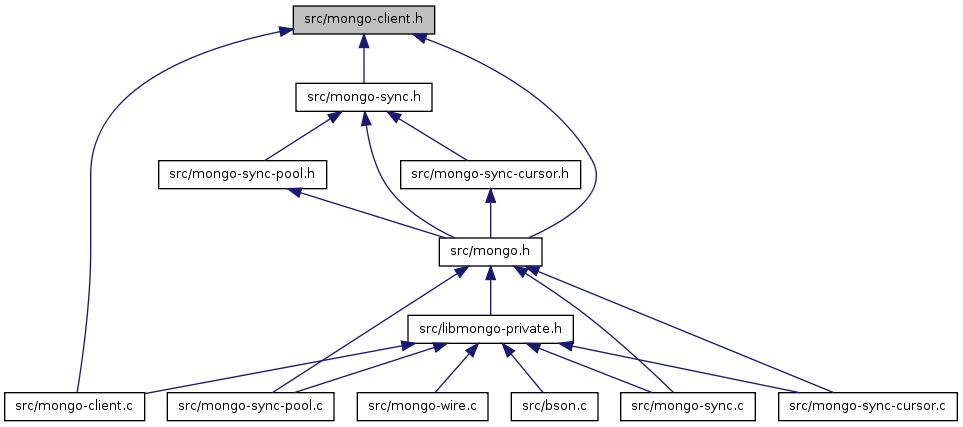 src/mongo-client.h
src/mongo-sync.h
src/mongo-sync-pool.h
src/mongo-sync-cursor.h
src/mongo.h
src/libmongo-private.h
src/mongo-client.c
src/mongo-sync-pool.c
src/mongo-wire.c
src/bson.c
src/mongo-sync.c
src/mongo-sync-cursor.c